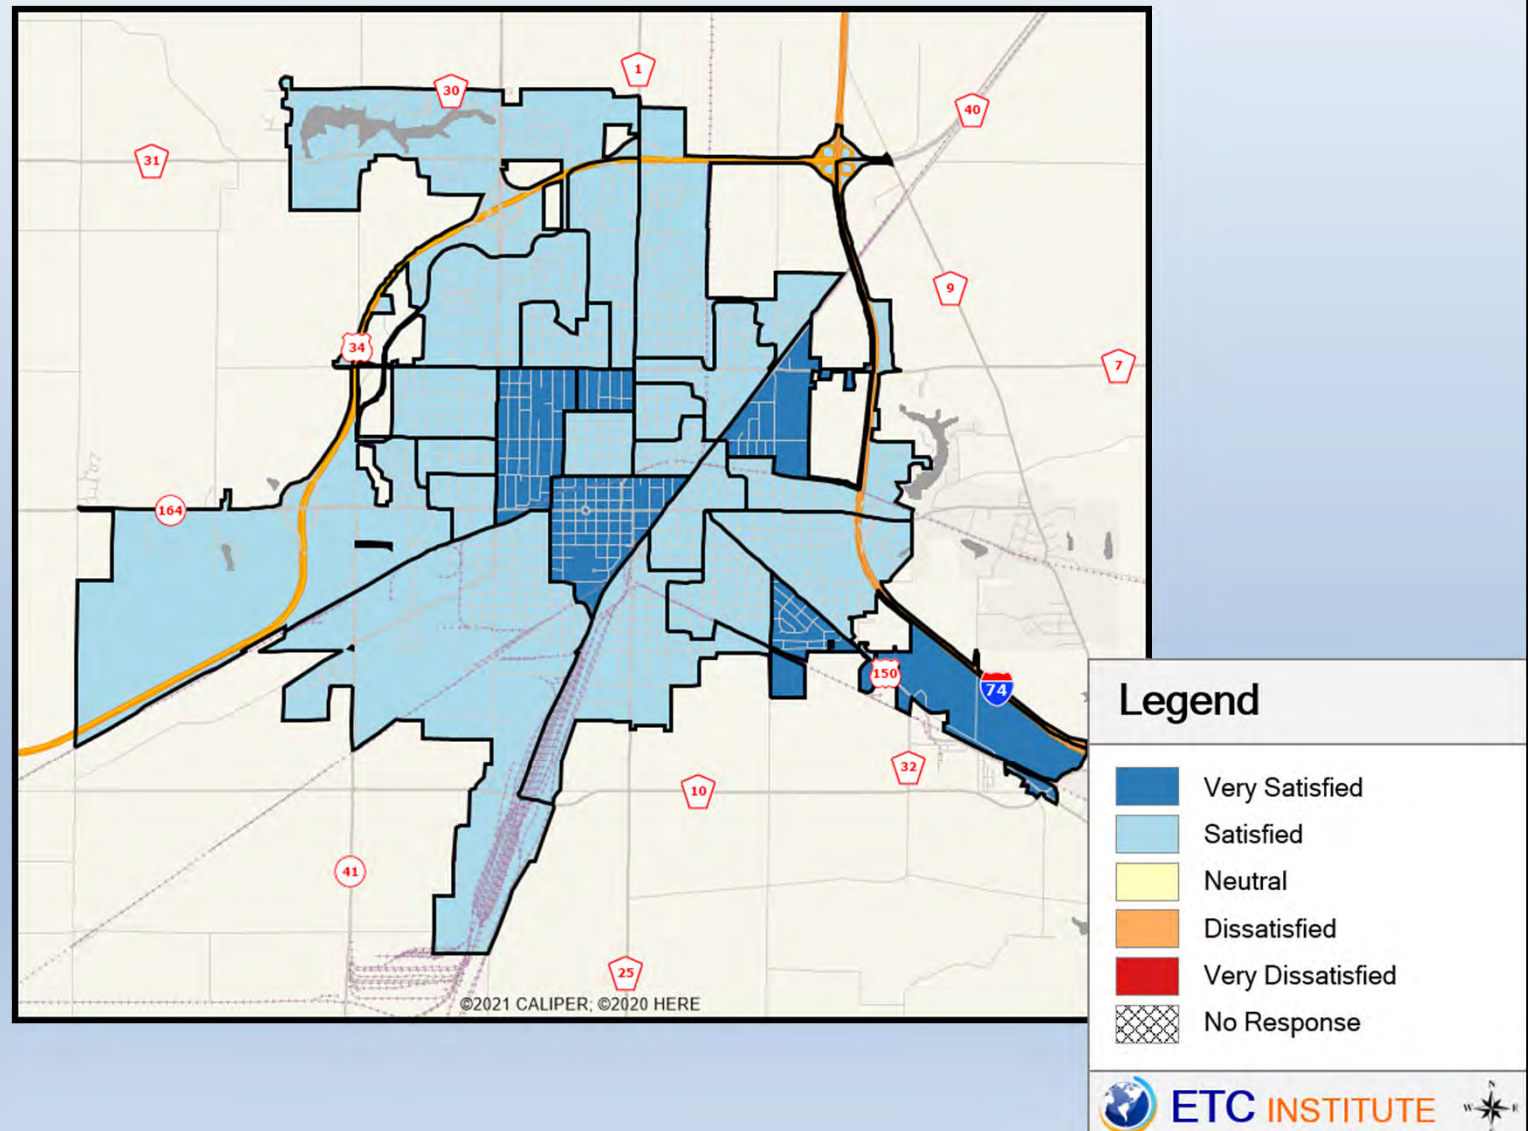 1
30
40
31
9
34
7
164
150
74
32
10
41
25
©2021 CALIPER; ©2020 HERE
Legend
Very Satisfied
Satisfied
Neutral
Dissatisfied
Very Dissatisfied
No Response
ETC INSTITUTE
N
W E